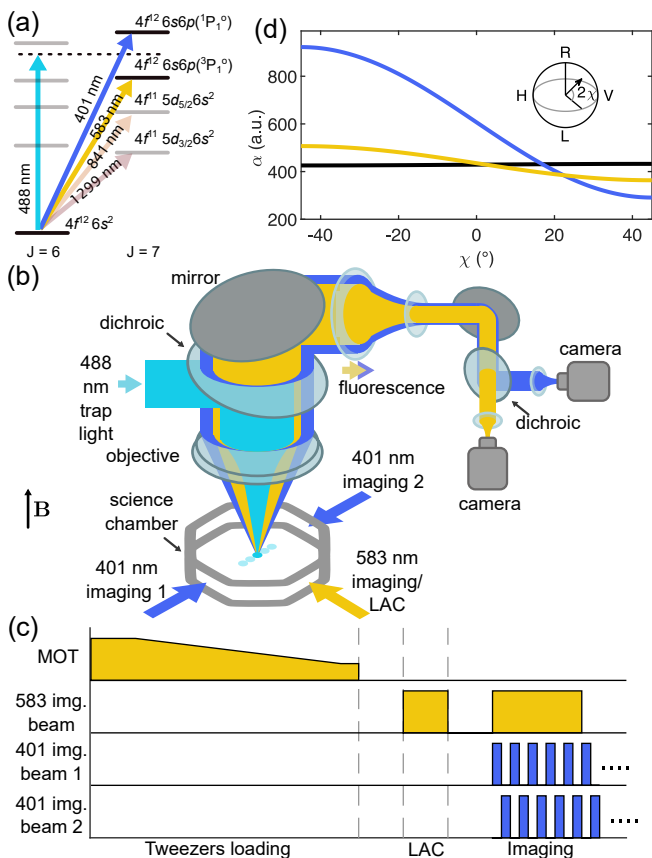 (a)
4f¹² 6s6p(¹P₁°)
4f¹² 6s6p(³P₁°)
4f¹¹ 5d₅/₂6s²
4f¹¹ 5d₃/₂6s²
401 nm
583 nm
841 nm
1299 nm
488 nm
4f¹² 6s²
J = 6
J = 7
(d)
α (a.u.)
800
600
400
200
-40
-20
0
20
40
χ (°)
R
H
V
L
2χ
(b)
mirror
dichroic
488
nm
trap
light
fluorescence
camera
dichroic
camera
objective
401 nm
imaging 2
science
chamber
B
401 nm
imaging 1
583 nm
imaging/
LAC
(c)
MOT
583 img.
beam
401 img.
beam 1
401 img.
beam 2
Tweezers loading
LAC
Imaging